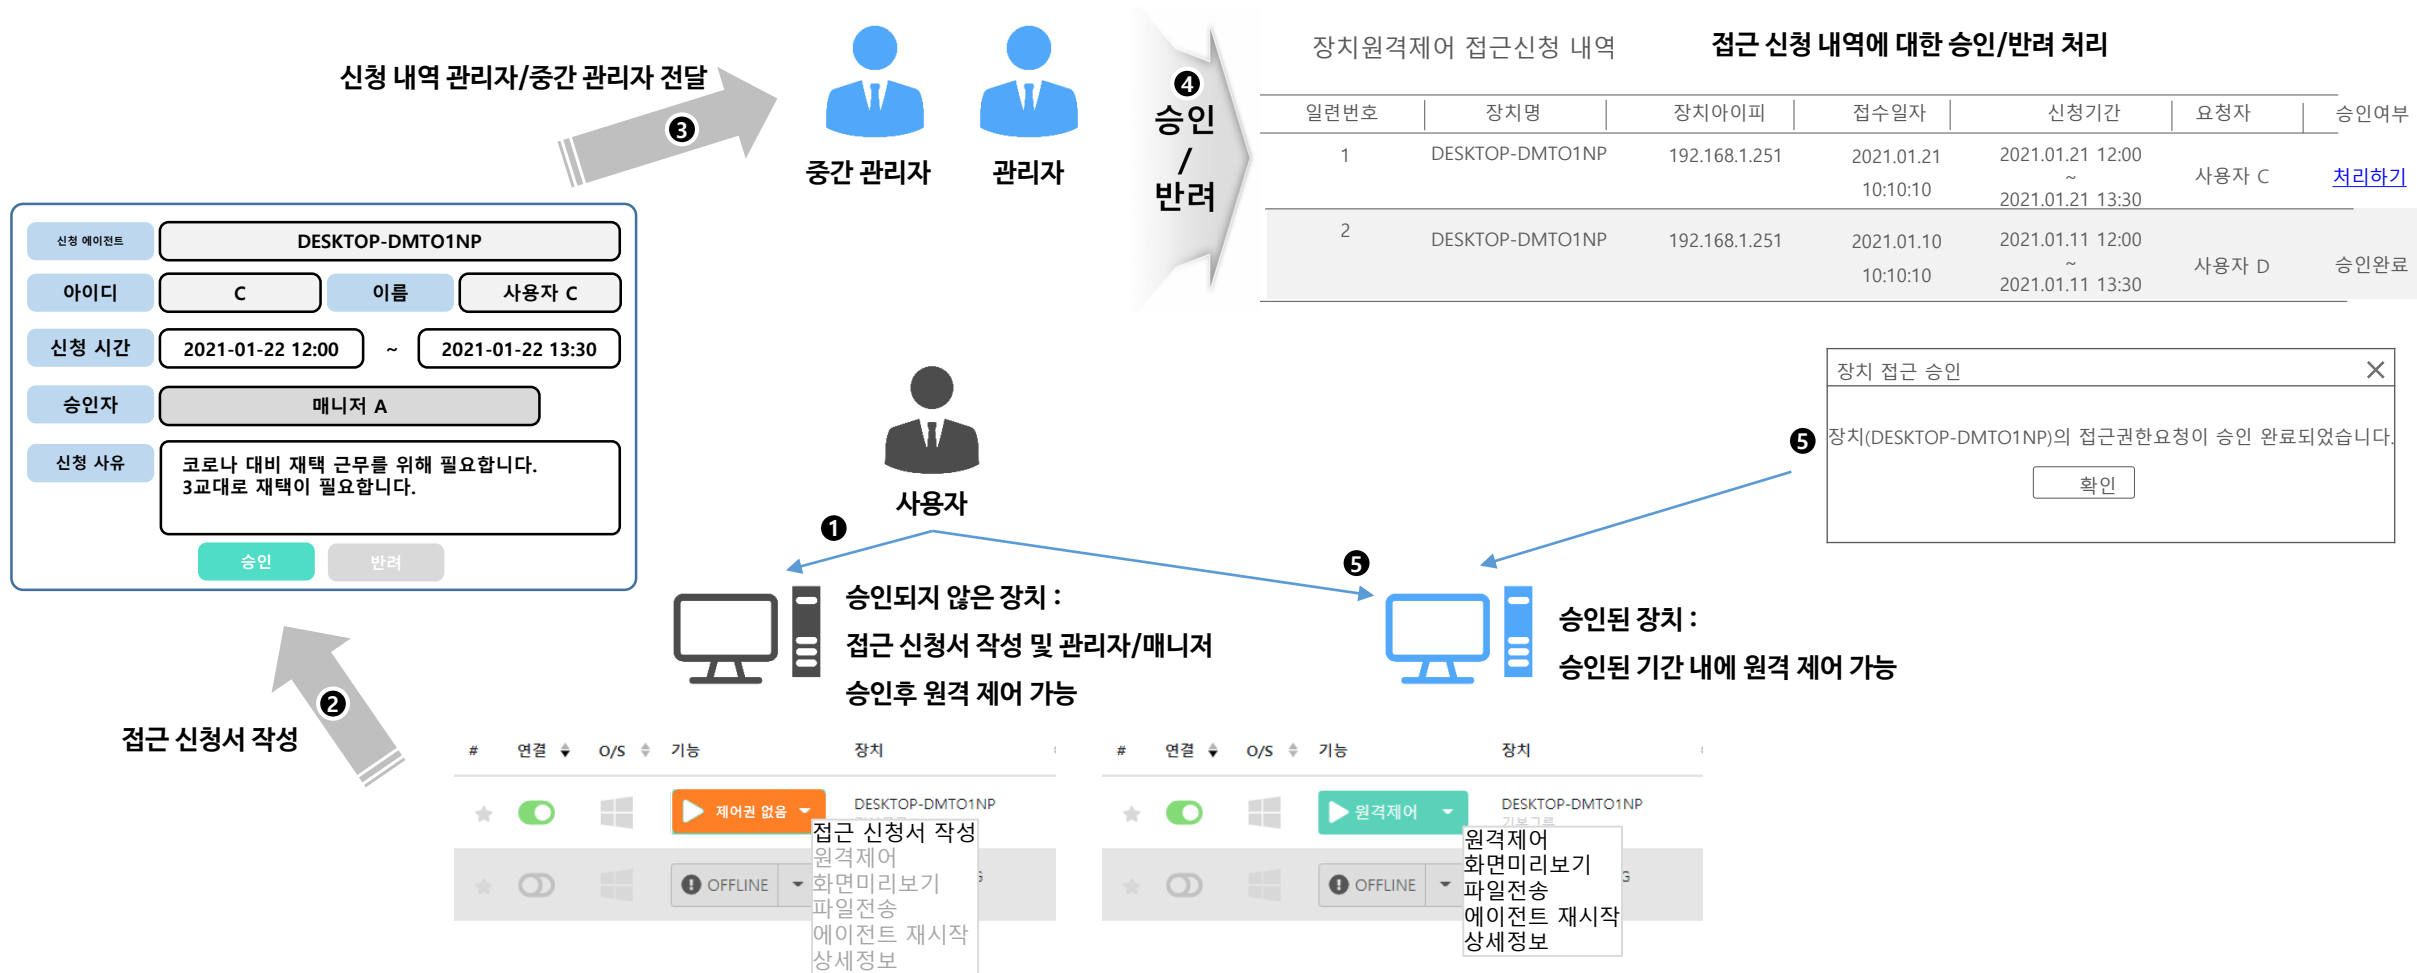 신청 내역 관리자/중간 관리자 전달
❸
중간 관리자
관리자
❹
승인
/
반려
장치원격제어 접근신청 내역
접근 신청 내역에 대한 승인/반려 처리
일련번호 장치명 장치아이피 접수일자 신청기간 요청자 승인여부
1 DESKTOP-DMTO1NP 192.168.1.251 2021.01.21 10:10:10 2021.01.21 12:00 ~ 2021.01.21 13:30 사용자 C 처리하기
2 DESKTOP-DMTO1NP 192.168.1.251 2021.01.10 10:10:10 2021.01.11 12:00 ~ 2021.01.11 13:30 사용자 D 승인완료
신청 에이전트 DESKTOP-DMTO1NP
아이디 C 이름 사용자 C
신청 시간 2021-01-22 12:00 ~ 2021-01-22 13:30
승인자 매니저 A
신청 사유 코로나 대비 재택 근무를 위해 필요합니다.
3교대로 재택이 필요합니다.
승인 반려
사용자
❶
❺
장치 접근 승인
❺
장치(DESKTOP-DMTO1NP)의 접근권한요청이 승인 완료되었습니다.
확인
승인되지 않은 장치 :
접근 신청서 작성 및 관리자/매니저
승인후 원격 제어 가능
승인된 장치 :
승인된 기간 내에 원격 제어 가능
❷
접근 신청서 작성
# 연결 O/S 기능 장치
제어권 없음 DESKTOP-DMTO1NP
OFFLINE
접근 신청서 작성
원격제어
화면미리보기
파일전송
에이전트 재시작
상세정보
# 연결 O/S 기능 장치
원격제어 DESKTOP-DMTO1NP
기본그룹
OFFLINE G
원격제어
화면미리보기
파일전송
에이전트 재시작
상세정보